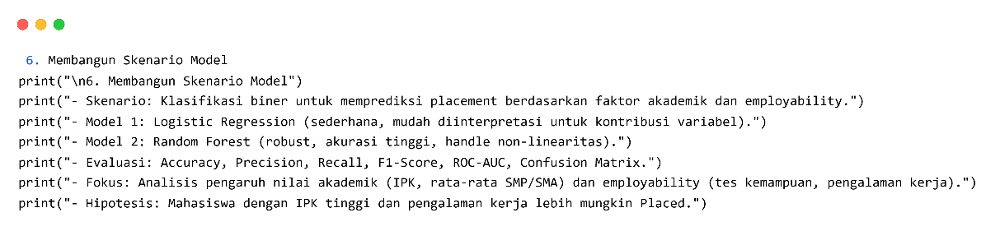 6. Membangun Skenario Model
print("\n6. Membangun Skenario Model")
print("- Skenario: Klasifikasi biner untuk memprediksi placement berdasarkan faktor akademik dan employability.")
print("- Model 1: Logistic Regression (sederhana, mudah diinterpretasi untuk kontribusi variabel).")
print("- Model 2: Random Forest (robust, akurasi tinggi, handle non-linearitas).")
print("- Evaluasi: Accuracy, Precision, Recall, F1-Score, ROC-AUC, Confusion Matrix.")
print("- Fokus: Analisis pengaruh nilai akademik (IPK, rata-rata SMP/SMA) dan employability (tes kemampuan, pengalaman kerja).")
print("- Hipotesis: Mahasiswa dengan IPK tinggi dan pengalaman kerja lebih mungkin Placed.")